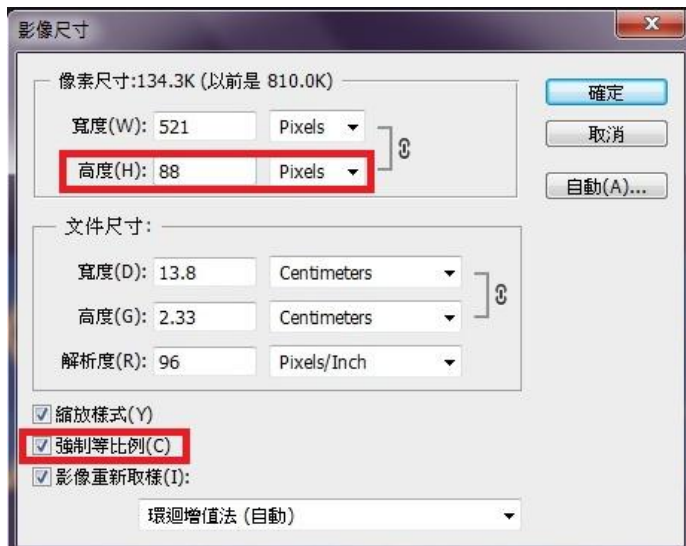 影像尺寸
像素尺寸:134.3K (以前是 810.0K)
寬度(W): 521 Pixels
高度(H): 88 Pixels
確定
取消
自動(A)...
文件尺寸:
寬度(D): 13.8 Centimeters
高度(G): 2.33 Centimeters
解析度(R): 96 Pixels/Inch
縮放樣式(Y)
強制等比例(C)
影像重新取樣(I):
環迴增值法 (自動)